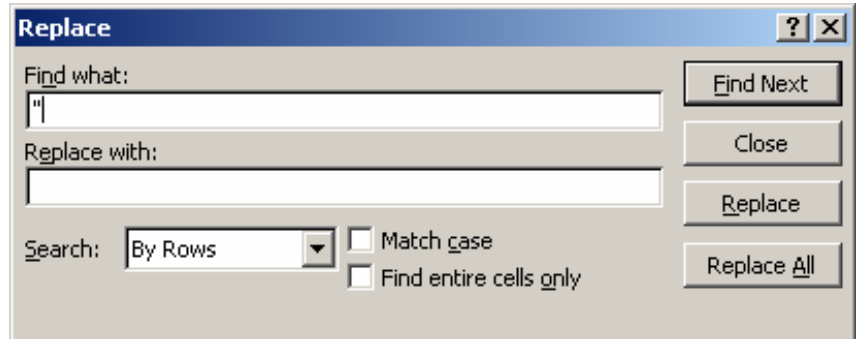 Replace
Find what:
"
Replace with:
Search: By Rows
Match case
Find entire cells only
Find Next
Close
Replace
Replace All